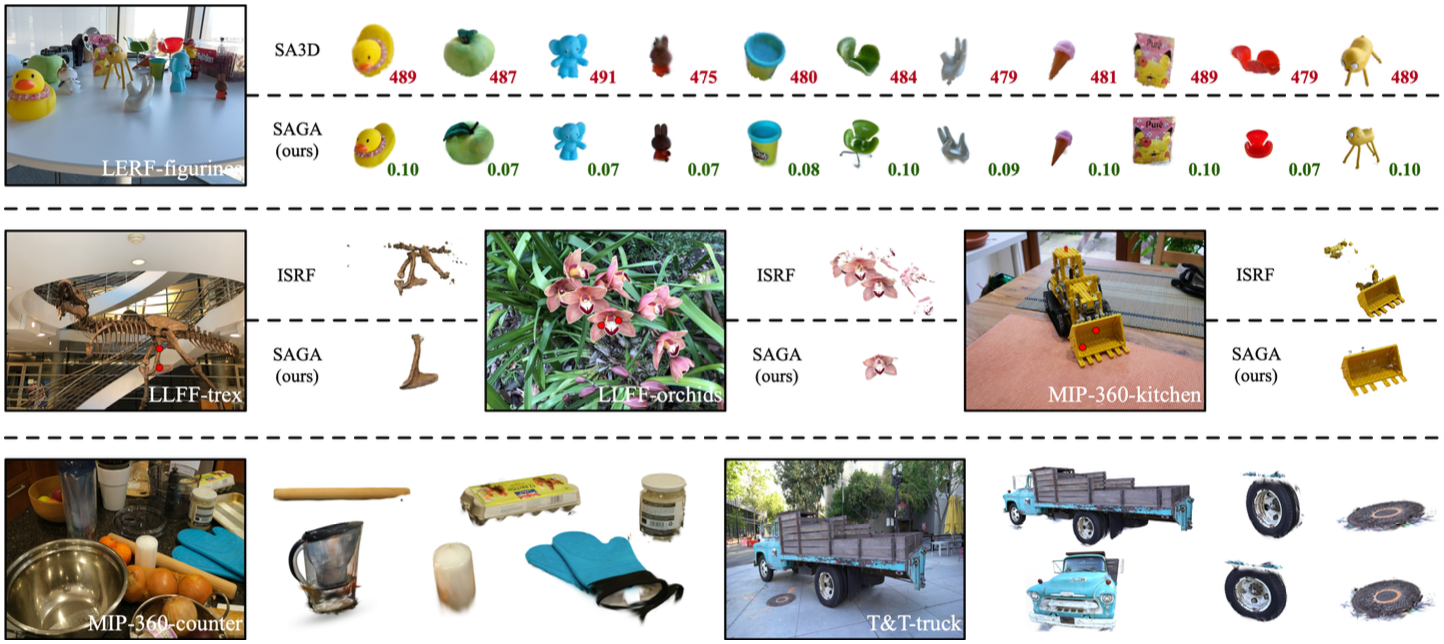 SA3D
489 487 491 475 480 484 479 481 489 479 489
SAGA
(ours)
0.10 0.07 0.07 0.07 0.08 0.10 0.09 0.10 0.10 0.07 0.10
LERF-figurines
ISRF
SAGA
(ours)
LLFF-trex
ISRF
SAGA
(ours)
LLFF-orchids
ISRF
SAGA
(ours)
MIP-360-kitchen
MIP-360-counter
T&T-truck